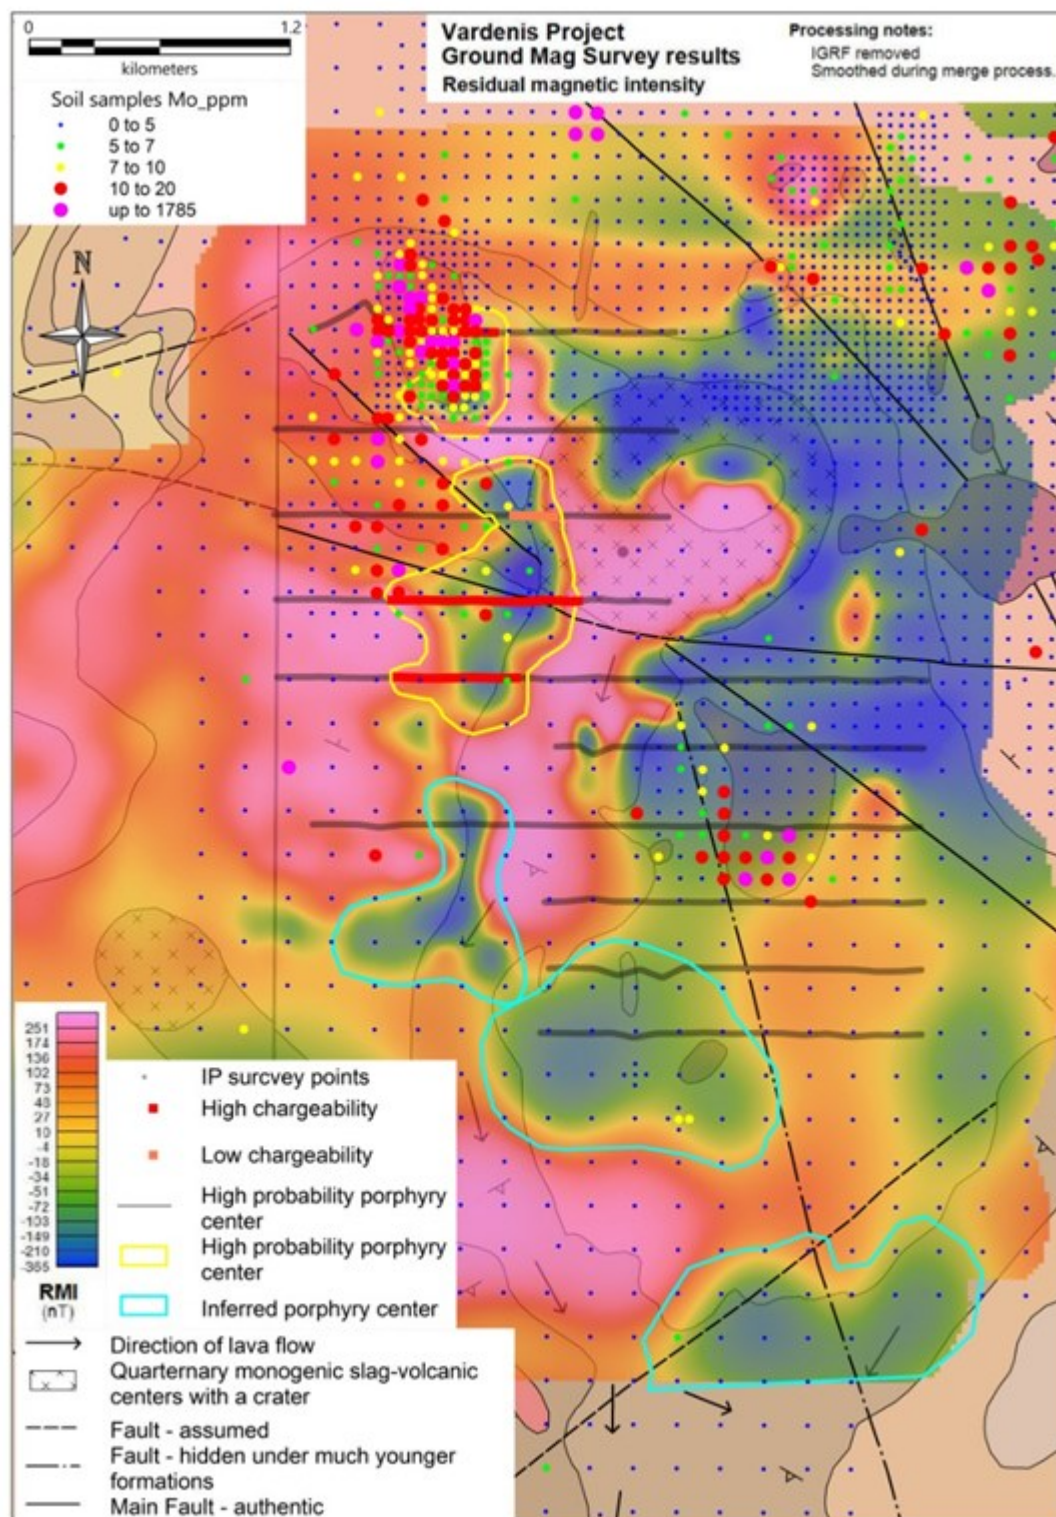 0 1.2
kilometers
Soil samples Mo_ppm
0 to 5
5 to 7
7 to 10
10 to 20
up to 1785
Vardenis Project
Ground Mag Survey results
Residual magnetic intensity
Processing notes:
IGRF removed
Smoothed during merge process.
N
251
174
136
102
73
48
27
10
-4
-18
-34
-51
-72
-103
-149
-210
-365
RMI
(nT)
IP surcvey points
High chargeability
Low chargeability
High probability porphyry
center
High probability porphyry
center
Inferred porphyry center
Direction of lava flow
Quarternary monogenic slag-volcanic
centers with a crater
Fault - assumed
Fault - hidden under much younger
formations
Main Fault - authentic